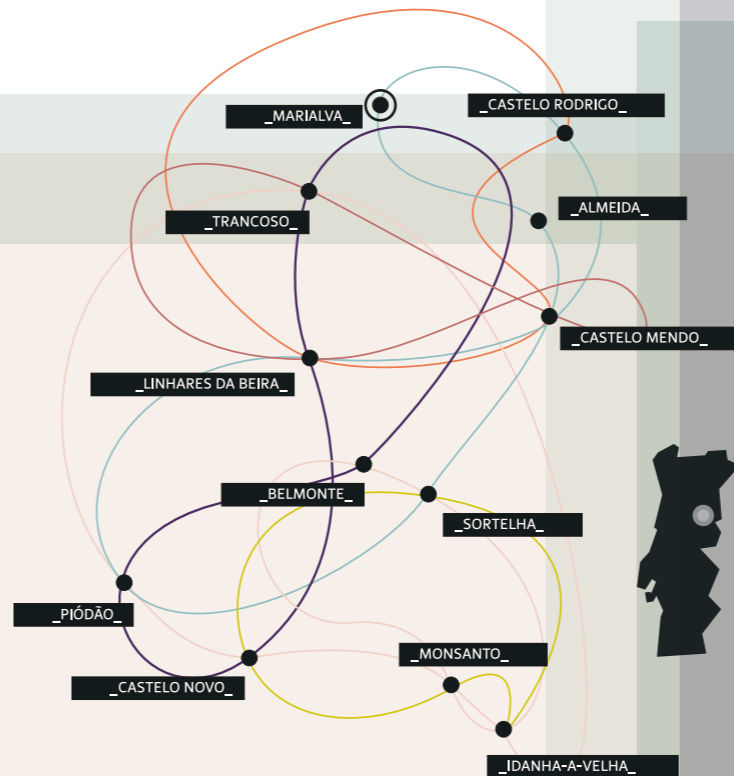 _CASTELO RODRIGO_
_MARIALVA_
_ALMEIDA_
_TRANCOSO_
_CASTELO MENDO_
_LINHARES DA BEIRA_
_BELMONTE_
_SORTELHA_
_PIÓDÃO_
_MONSANTO_
_CASTELO NOVO_
_IDANHA-A-VELHA_